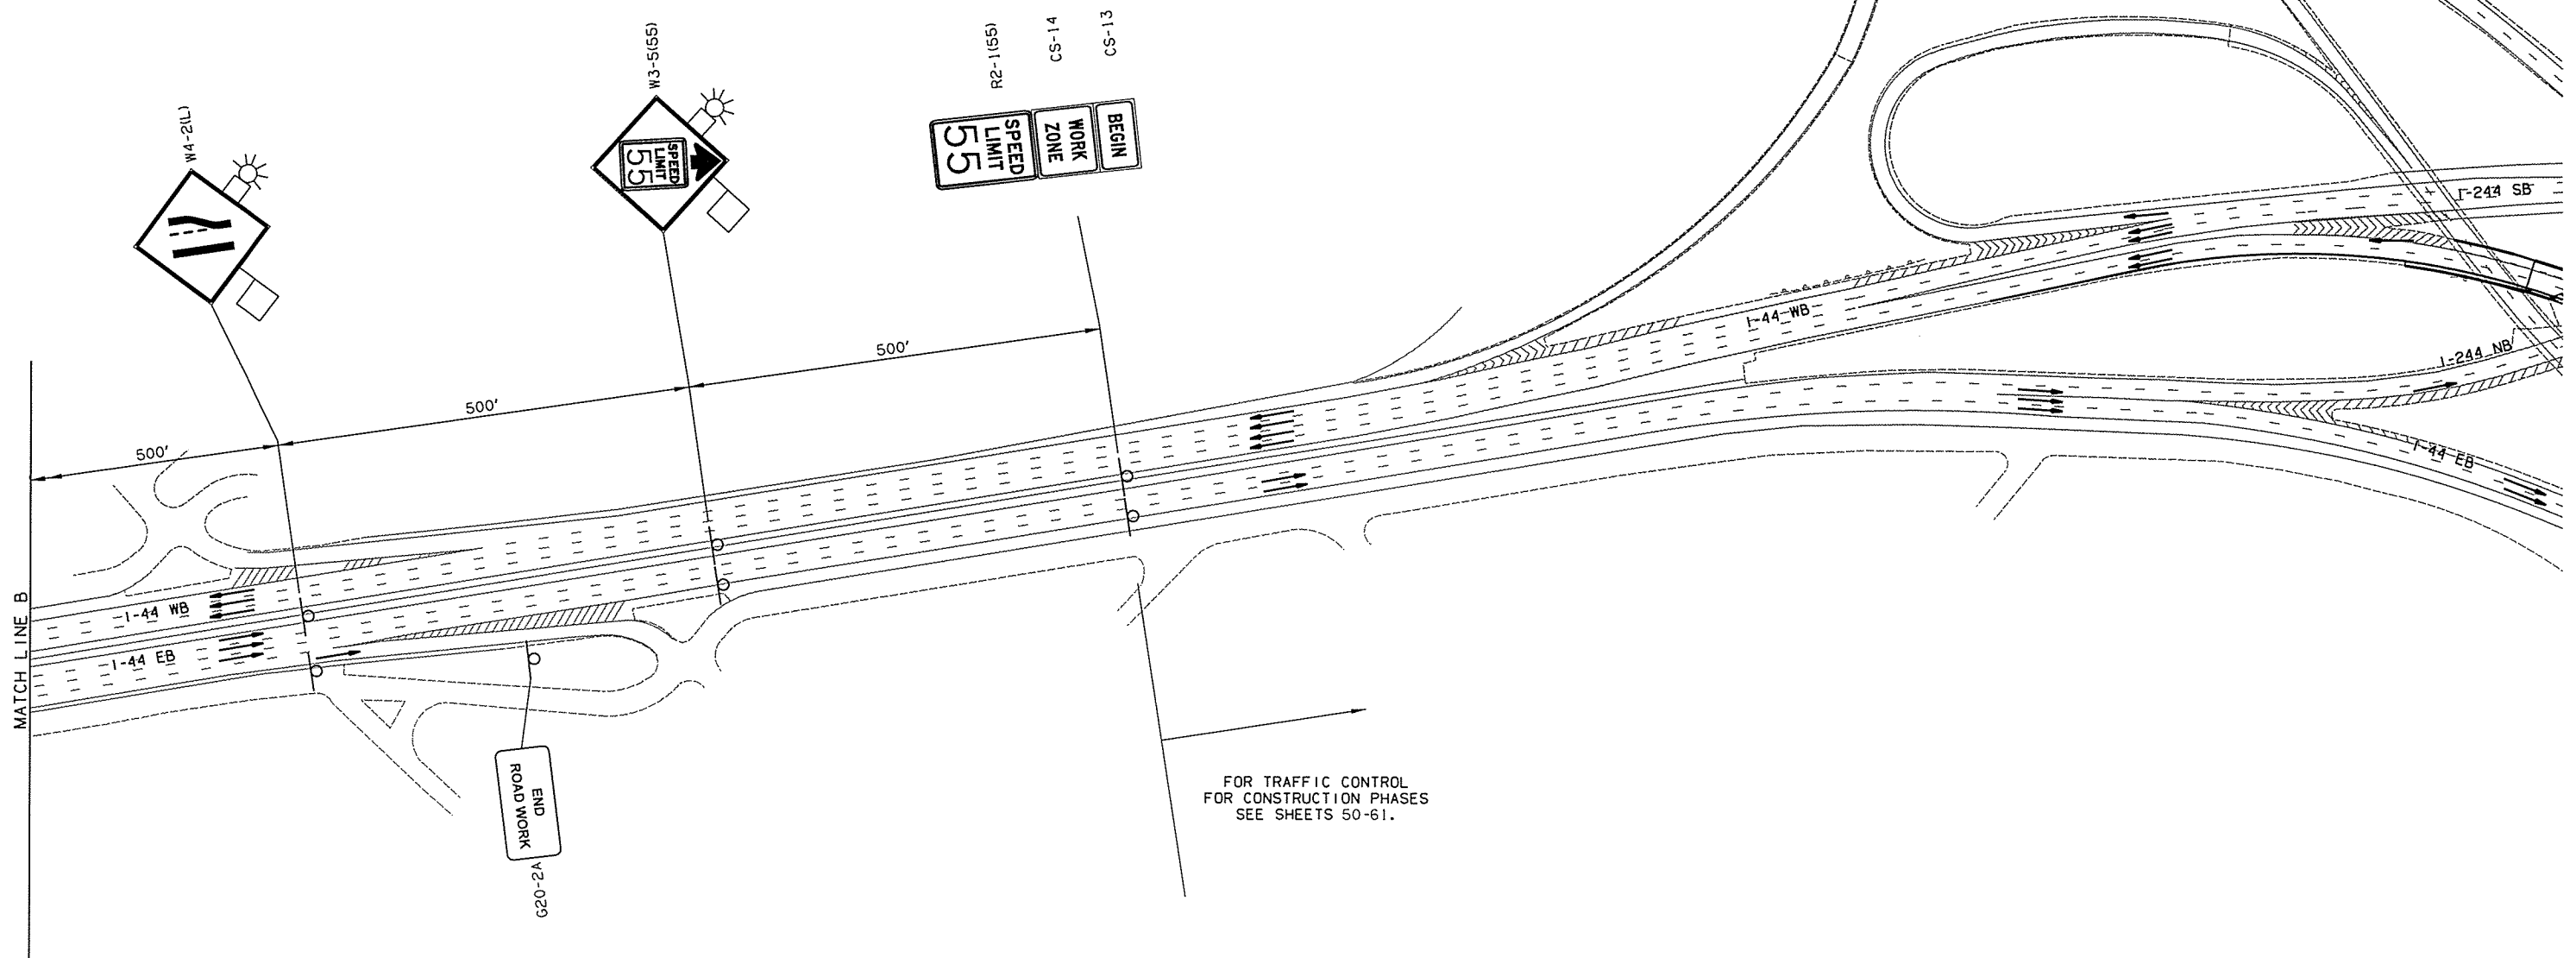 W4-2(L)
W3-5(55)
SPEED
LIMIT
55
R2-1(55)
CS-14
CS-13
SPEED
LIMIT
55
WORK
ZONE
BEGIN
500'
500'
500'
I-244 SB
I-44 WB
I-244 NB
I-44 EB
I-44 WB
I-44 EB
MATCH LINE B
END
ROAD WORK
G20-2A
FOR TRAFFIC CONTROL
FOR CONSTRUCTION PHASES
SEE SHEETS 50-61.